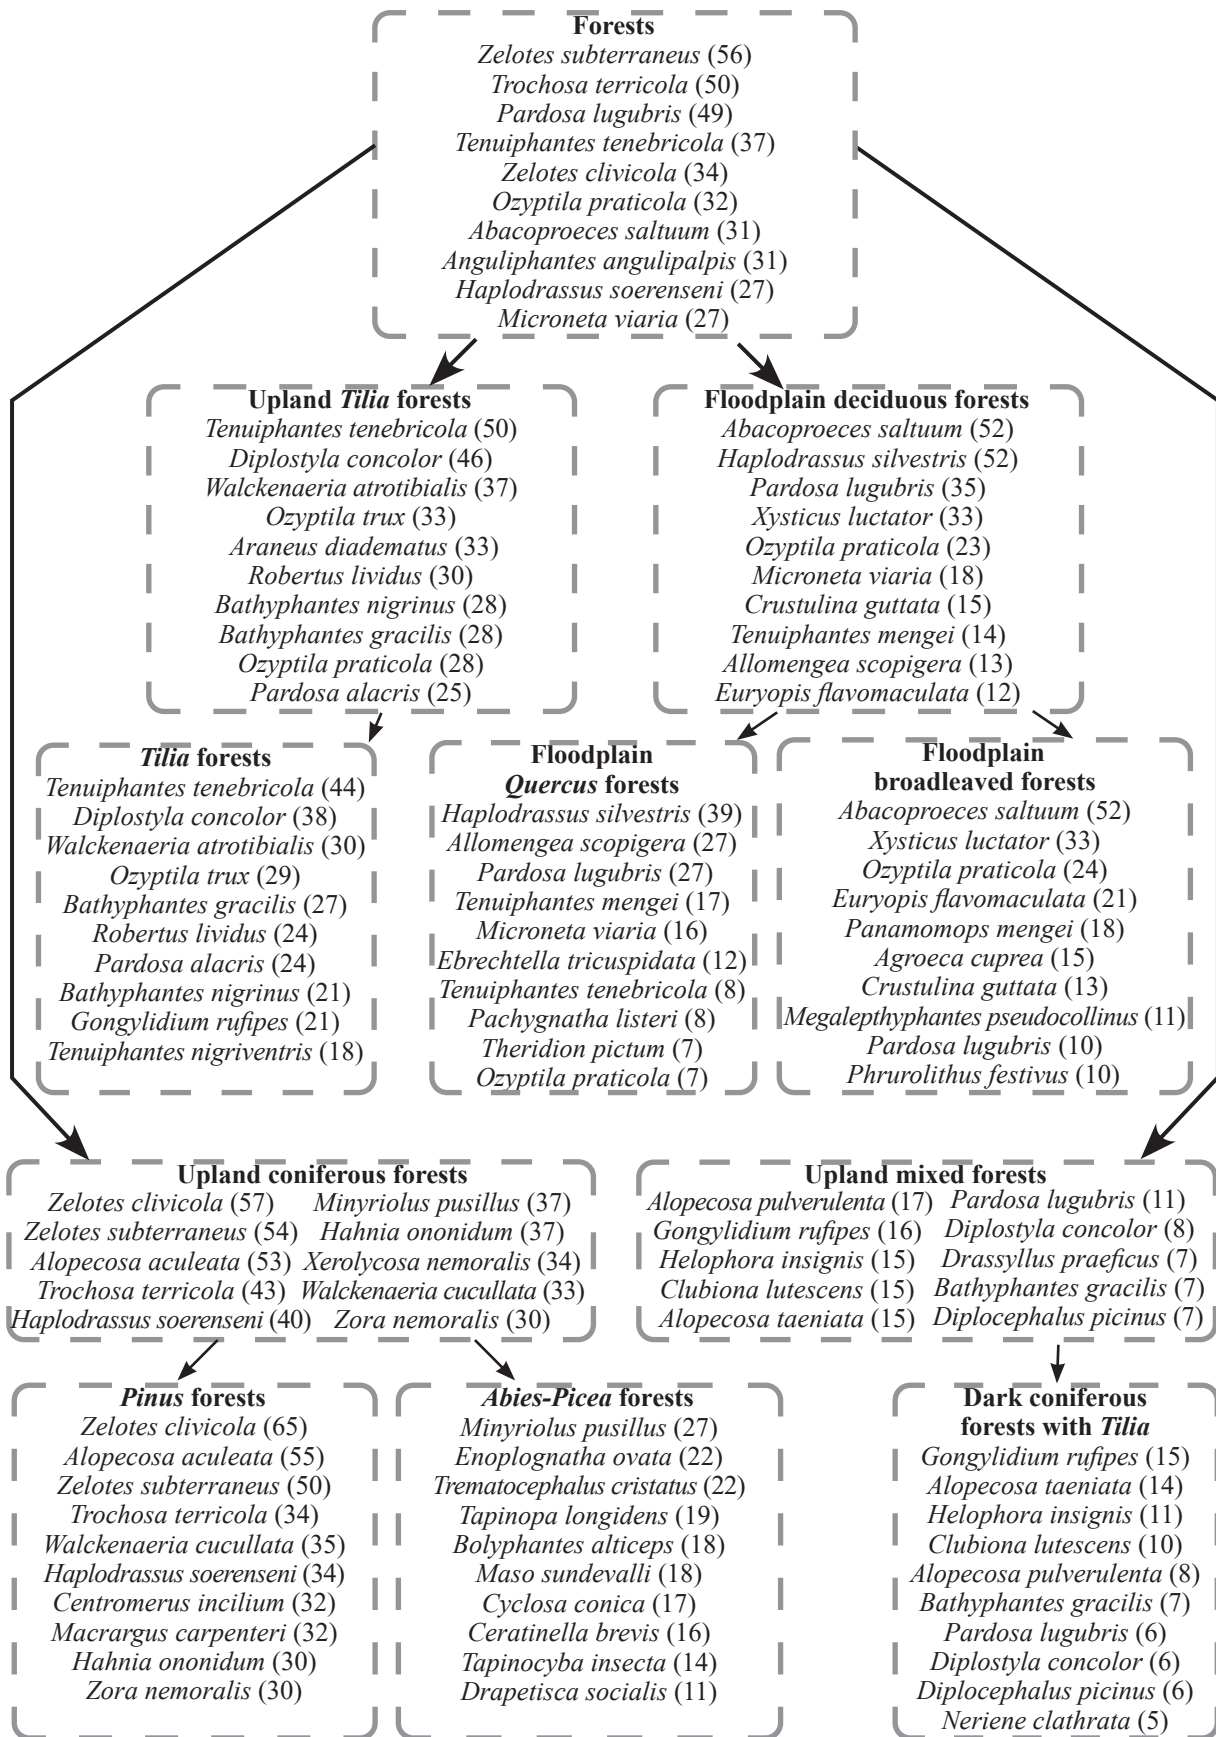 Forests
Zelotes subterraneus (56)
Trochosa terricola (50)
Pardosa lugubris (49)
Tenuiphantes tenebricola (37)
Zelotes clivicola (34)
Ozyptila praticola (32)
Abacoproeces saltuum (31)
Anguliphantes angulipalpis (31)
Haplodrassus soerenseni (27)
Microneta viaria (27)
Upland Tilia forests
Tenuiphantes tenebricola (50)
Diplostyla concolor (46)
Walckenaeria atrotibialis (37)
Ozyptila trux (33)
Araneus diadematus (33)
Robertus lividus (30)
Bathyphantes nigrinus (28)
Bathyphantes gracilis (28)
Ozyptila praticola (28)
Pardosa alacris (25)
Floodplain deciduous forests
Abacoproeces saltuum (52)
Haplodrassus silvestris (52)
Pardosa lugubris (35)
Xysticus luctator (33)
Ozyptila praticola (23)
Microneta viaria (18)
Crustulina guttata (15)
Tenuiphantes mengei (14)
Allomengea scopigera (13)
Euryopis flavomaculata (12)
Tilia forests
Tenuiphantes tenebricola (44)
Diplostyla concolor (38)
Walckenaeria atrotibialis (30)
Ozyptila trux (29)
Bathyphantes gracilis (27)
Robertus lividus (24)
Pardosa alacris (24)
Bathyphantes nigrinus (21)
Gongylidium rufipes (21)
Tenuiphantes nigriventris (18)
Floodplain
Quercus forests
Haplodrassus silvestris (39)
Allomengea scopigera (27)
Pardosa lugubris (27)
Tenuiphantes mengei (17)
Microneta viaria (16)
Ebrechtella tricuspidata (12)
Tenuiphantes tenebricola (8)
Pachygnatha listeri (8)
Theridion pictum (7)
Ozyptila praticola (7)
Floodplain
broadleaved forests
Abacoproeces saltuum (52)
Xysticus luctator (33)
Ozyptila praticola (24)
Euryopis flavomaculata (21)
Panamomops mengei (18)
Agroeca cuprea (15)
Crustulina guttata (13)
Megalepthyphantes pseudocollinus (11)
Pardosa lugubris (10)
Phrurolithus festivus (10)
Upland coniferous forests
Zelotes clivicola (57)
Zelotes subterraneus (54)
Alopecosa aculeata (53)
Trochosa terricola (43)
Haplodrassus soerenseni (40)
Minyriolus pusillus (37)
Hahnia ononidum (37)
Xerolycosa nemoralis (34)
Walckenaeria cucullata (33)
Zora nemoralis (30)
Upland mixed forests
Alopecosa pulverulenta (17)
Gongylidium rufipes (16)
Helophora insignis (15)
Clubiona lutescens (15)
Alopecosa taeniata (15)
Pardosa lugubris (11)
Diplostyla concolor (8)
Drassyllus praeficus (7)
Bathyphantes gracilis (7)
Diplocephalus picinus (7)
Pinus forests
Zelotes clivicola (65)
Alopecosa aculeata (55)
Zelotes subterraneus (50)
Trochosa terricola (34)
Walckenaeria cucullata (35)
Haplodrassus soerenseni (34)
Centromerus incilium (32)
Macrargus carpenteri (32)
Hahnia ononidum (30)
Zora nemoralis (30)
Abies-Picea forests
Minyriolus pusillus (27)
Enoplognatha ovata (22)
Trematocephalus cristatus (22)
Tapinopa longidens (19)
Bolyphantes alticeps (18)
Maso sundevalli (18)
Cyclosa conica (17)
Ceratinella brevis (16)
Tapinocyba insecta (14)
Drapetisca socialis (11)
Dark coniferous
forests with Tilia
Gongylidium rufipes (15)
Alopecosa taeniata (14)
Helophora insignis (11)
Clubiona lutescens (10)
Alopecosa pulverulenta (8)
Bathyphantes gracilis (7)
Pardosa lugubris (6)
Diplostyla concolor (6)
Diplocephalus picinus (6)
Neriene clathrata (5)